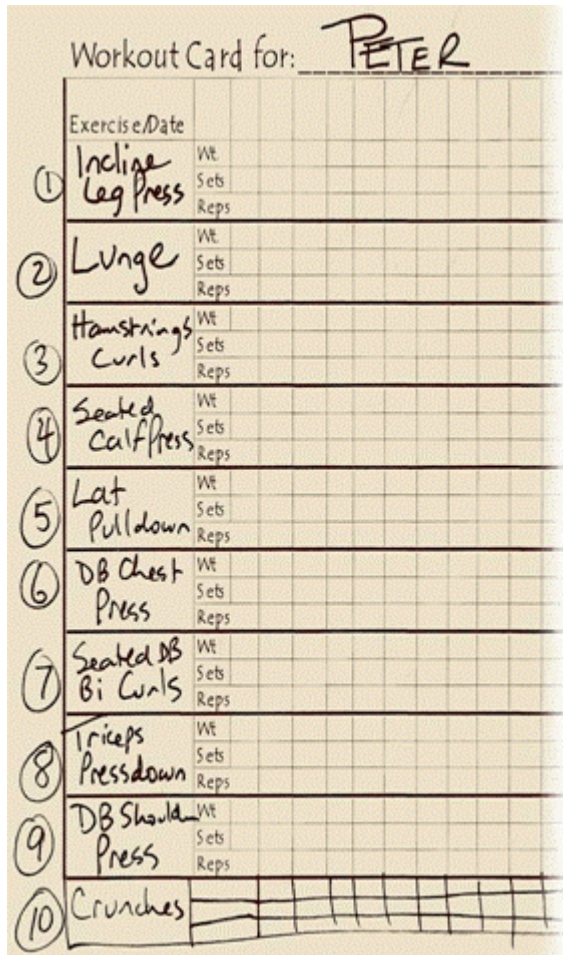 Workout Card for: PETER
Exercise/Date
① Incline Leg Press
Wt.
Sets
Reps
② Lunge
Wt.
Sets
Reps
③ Hamstrings Curls
Wt
Sets
Reps
④ Seated Calf Press
Wt
Sets
Reps
⑤ Lat Pulldown
Wt
Sets
Reps
⑥ DB Chest Press
Wt
Sets
Reps
⑦ Seated DB Bi Curls
Wt
Sets
Reps
⑧ Triceps Pressdown
Wt
Sets
Reps
⑨ DB Shoulder Press
Wt
Sets
Reps
⑩ Crunches